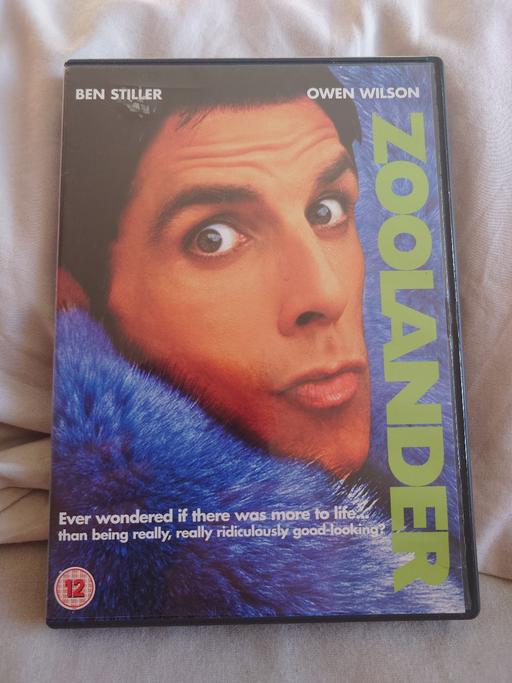 BEN STILLER
OWEN WILSON
ZOOLANDER
Ever wondered if there was more to life...
than being really, really ridiculously good-looking?
12